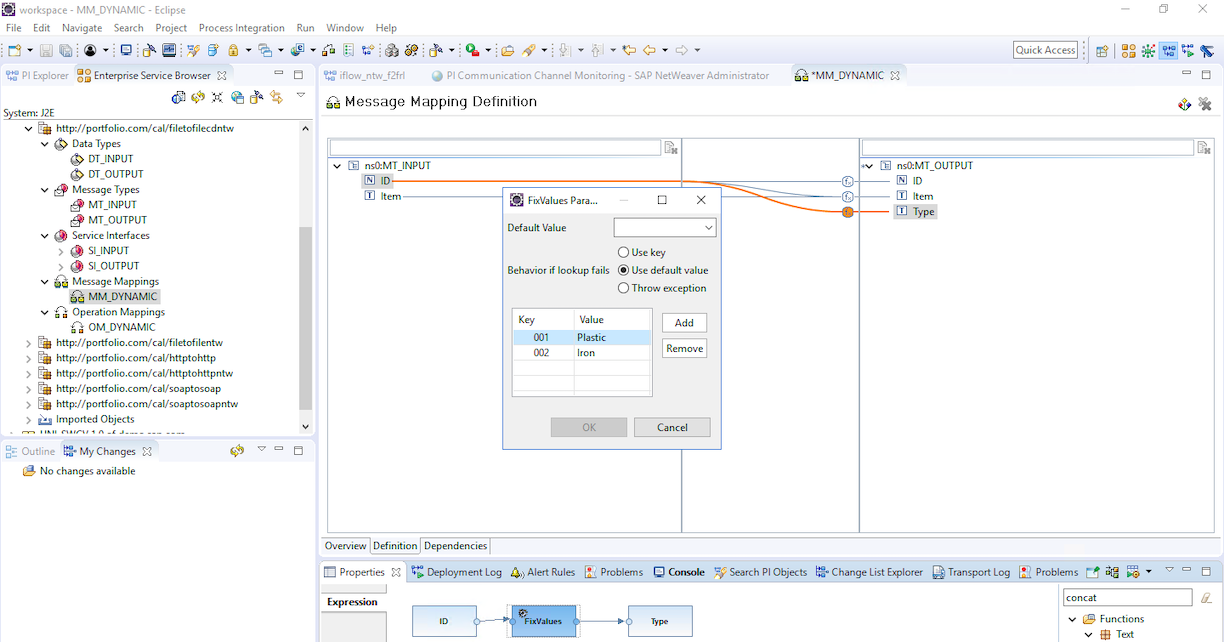 workspace - MM_DYNAMIC - Eclipse
File Edit Navigate Search Project Process Integration Run Window Help
Quick Access
PI Explorer Enterprise Service Browser
iflow_ntw_f2frl PI Communication Channel Monitoring - SAP NetWeaver Administrator *MM_DYNAMIC
System: J2E
http://portfolio.com/cal/filetofilecdntw
Data Types
DT_INPUT
DT_OUTPUT
Message Types
MT_INPUT
MT_OUTPUT
Service Interfaces
SI_INPUT
SI_OUTPUT
Message Mappings
MM_DYNAMIC
Operation Mappings
OM_DYNAMIC
http://portfolio.com/cal/filetofilentw
http://portfolio.com/cal/httptohttp
http://portfolio.com/cal/httptohttpntw
http://portfolio.com/cal/soaptosoap
http://portfolio.com/cal/soaptosoapntw
Imported Objects
Outline My Changes
No changes available
Message Mapping Definition
ns0:MT_INPUT
ID
Item
ns0:MT_OUTPUT
ID
Item
Type
FixValues Para...
Default Value
Use key
Behavior if lookup fails Use default value
Throw exception
Key Value
001 Plastic
002 Iron
Add
Remove
OK Cancel
Overview Definition Dependencies
Properties Deployment Log Alert Rules Problems Console Search PI Objects Change List Explorer Transport Log Problems
Expression
ID FixValues Type
concat
Functions
Text